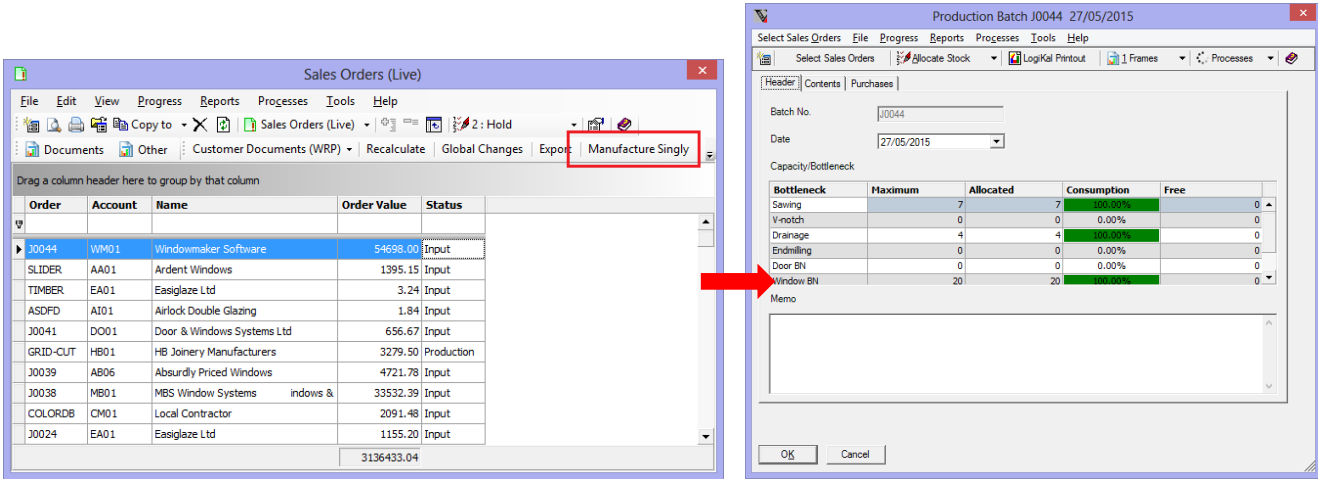 Sales Orders (Live)
File Edit View Progress Reports Processes Tools Help
Copy to Sales Orders (Live) 2 : Hold
Documents Other Customer Documents (WRP) Recalculate Global Changes Export Manufacture Singly
Drag a column header here to group by that column
Order Account Name Order Value Status
J0044 WM01 Windowmaker Software 54698.00 Input
SLIDER AA01 Ardent Windows 1395.15 Input
TIMBER EA01 Easiglaze Ltd 3.24 Input
ASDFD AI01 Airlock Double Glazing 1.84 Input
J0041 DO01 Door & Windows Systems Ltd 656.67 Input
GRID-CUT HB01 HB Joinery Manufacturers 3279.50 Production
J0039 AB06 Absurdly Priced Windows 4721.78 Input
J0038 MB01 MBS Window Systems indows & 33532.39 Input
COLORDB CM01 Local Contractor 2091.48 Input
J0024 EA01 Easiglaze Ltd 1155.20 Input
3136433.04
Production Batch J0044 27/05/2015
Select Sales Orders File Progress Reports Processes Tools Help
Select Sales Orders Allocate Stock LogiKal Printout 1 Frames Processes
Header Contents Purchases
Batch No. J0044
Date 27/05/2015
Capacity/Bottleneck
Bottleneck Maximum Allocated Consumption Free
Sawing 7 7 100.00% 0
V-notch 0 0 0.00% 0
Drainage 4 4 100.00% 0
Endmilling 0 0 0.00% 0
Door BN 0 0 0.00% 0
Window BN 20 20 100.00% 0
Memo
OK Cancel